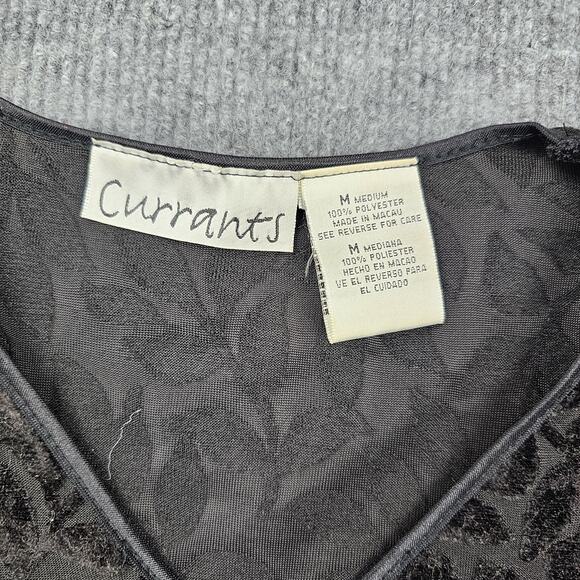 Currants
M MEDIUM
100% POLYESTER
MADE IN MACAU
SEE REVERSE FOR CARE
M MEDIANA
100% POLIESTER
HECHO EN MACAO
VE EL REVERSO PARA
EL CUIDADO